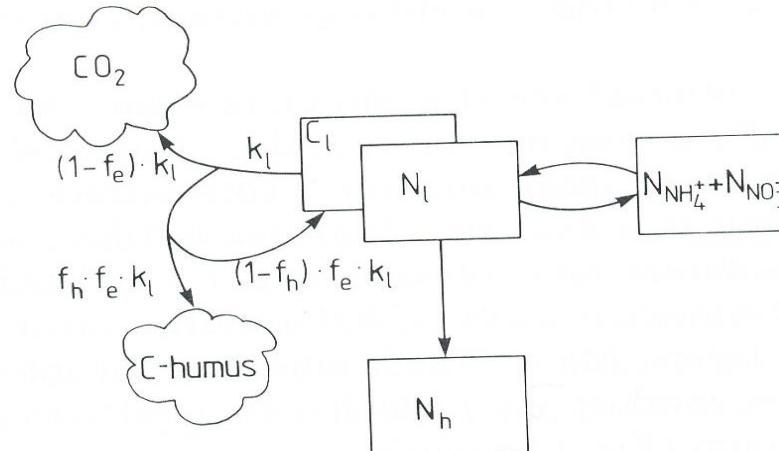 CO₂
C_l
k_l
(1-f_e)·k_l
N_l
N_NH₄⁺+N_NO₃⁻
f_h·f_e·k_l
(1-f_h)·f_e·k_l
C-humus
N_h